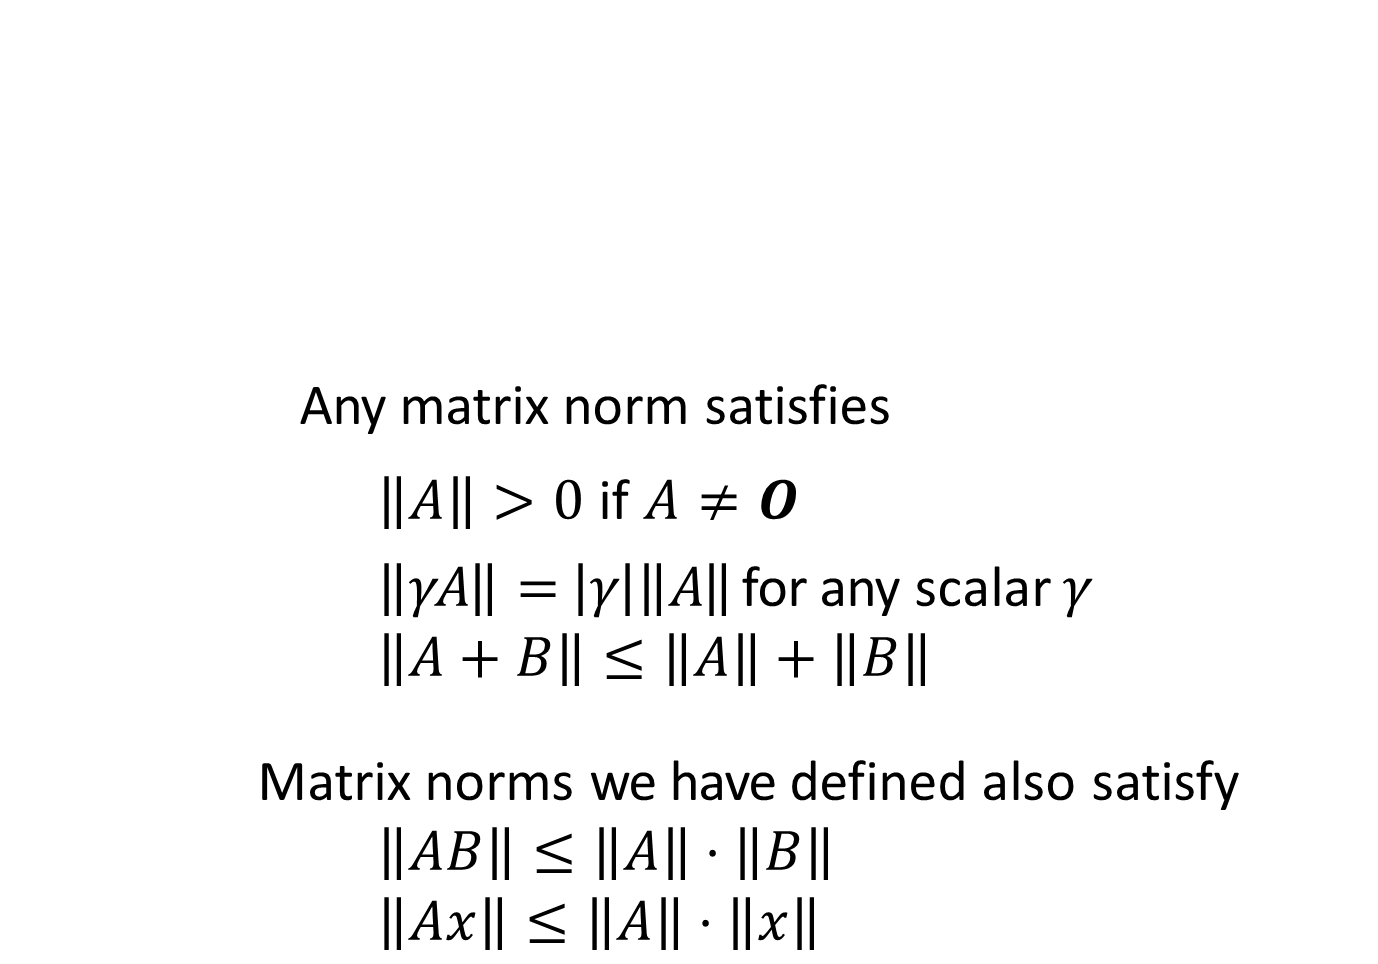 Any matrix norm satisfies
‖A‖ > 0 if A ≠ 𝑶
‖γA‖ = |γ|‖A‖ for any scalar γ
‖A + B‖ ≤ ‖A‖ + ‖B‖
Matrix norms we have defined also satisfy
‖AB‖ ≤ ‖A‖ · ‖B‖
‖Ax‖ ≤ ‖A‖ · ‖x‖